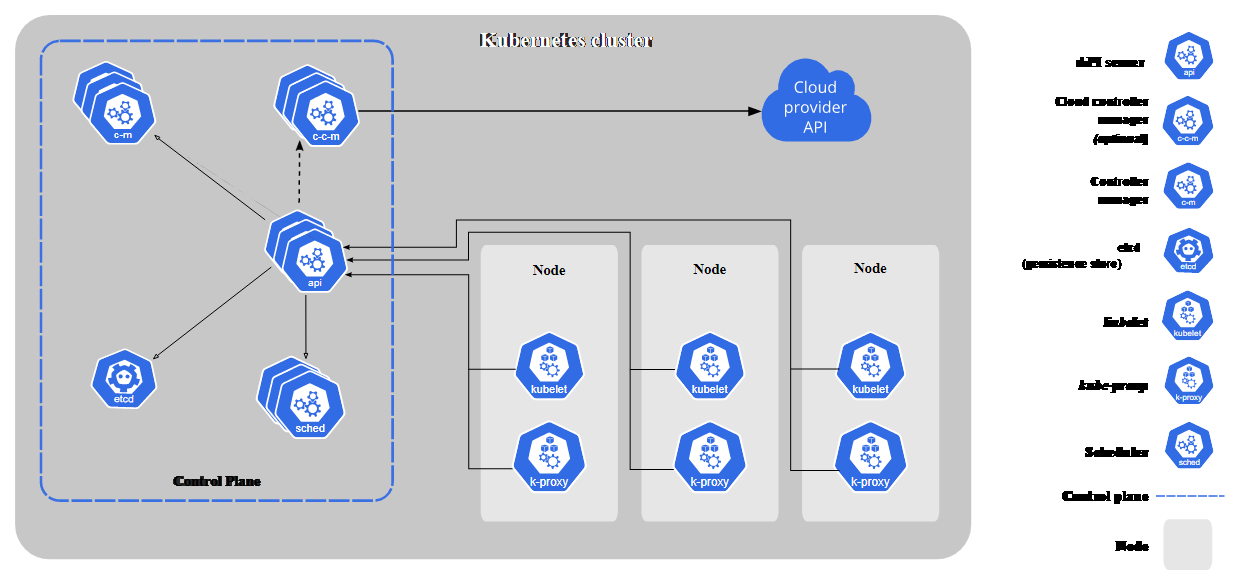 Kubernetes cluster
c-m
c-c-m
Cloud
provider
API
api
Node
Node
Node
kubelet
kubelet
kubelet
etcd
sched
k-proxy
k-proxy
k-proxy
Control Plane
API server
api
Cloud controller
manager
(optional)
c-c-m
Controller
manager
c-m
etcd
(persistence store)
etcd
kubelet
kubelet
kube-proxy
k-proxy
Scheduler
sched
Control plane
Node